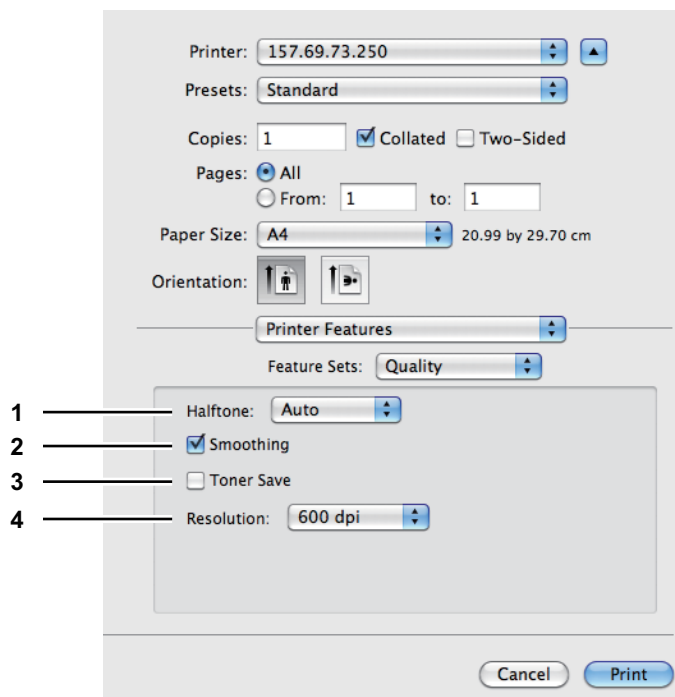 Printer: 157.69.73.250
Presets: Standard
Copies: 1 Collated Two-Sided
Pages: All
From: 1 to: 1
Paper Size: A4 20.99 by 29.70 cm
Orientation:
Printer Features
Feature Sets: Quality
1 Halftone: Auto
2 Smoothing
3 Toner Save
4 Resolution: 600 dpi
Cancel Print